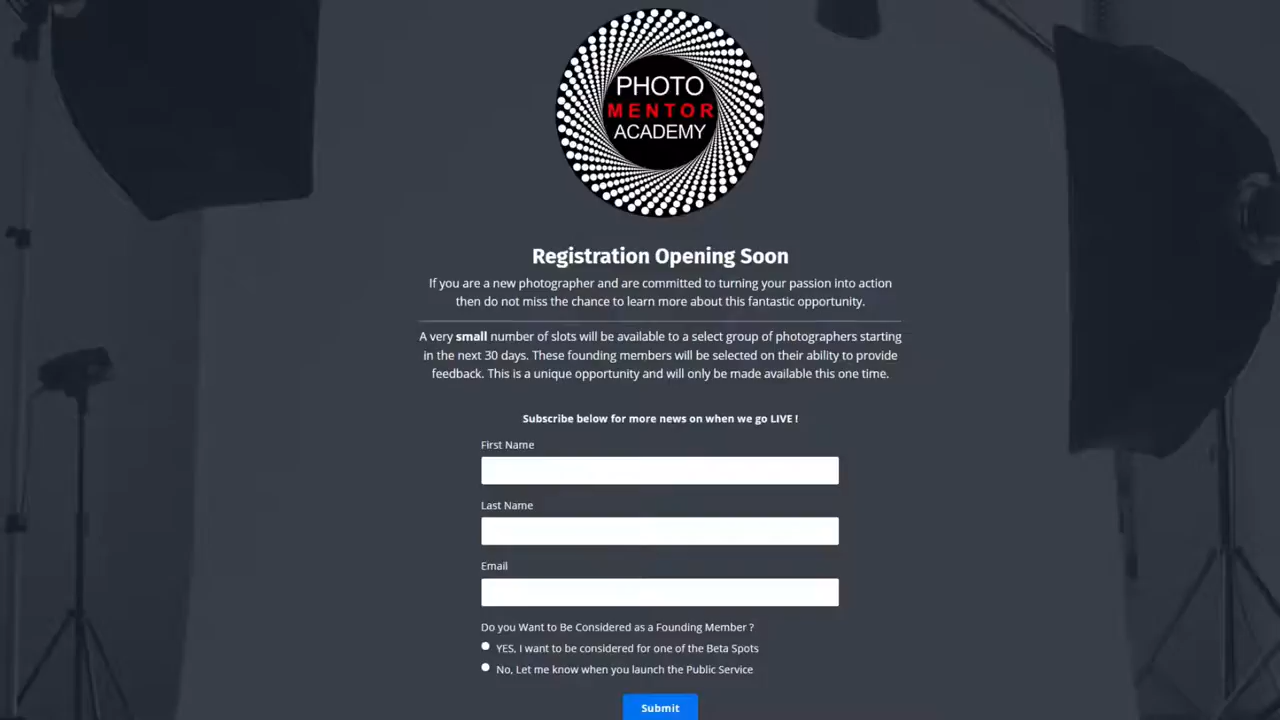 PHOTO
MENTOR
ACADEMY
Registration Opening Soon
If you are a new photographer and are committed to turning your passion into action
then do not miss the chance to learn more about this fantastic opportunity.
A very small number of slots will be available to a select group of photographers starting
in the next 30 days. These founding members will be selected on their ability to provide
feedback. This is a unique opportunity and will only be made available this one time.
Subscribe below for more news on when we go LIVE !
First Name
Last Name
Email
Do you Want to Be Considered as a Founding Member ?
YES, I want to be considered for one of the Beta Spots
No, Let me know when you launch the Public Service
Submit